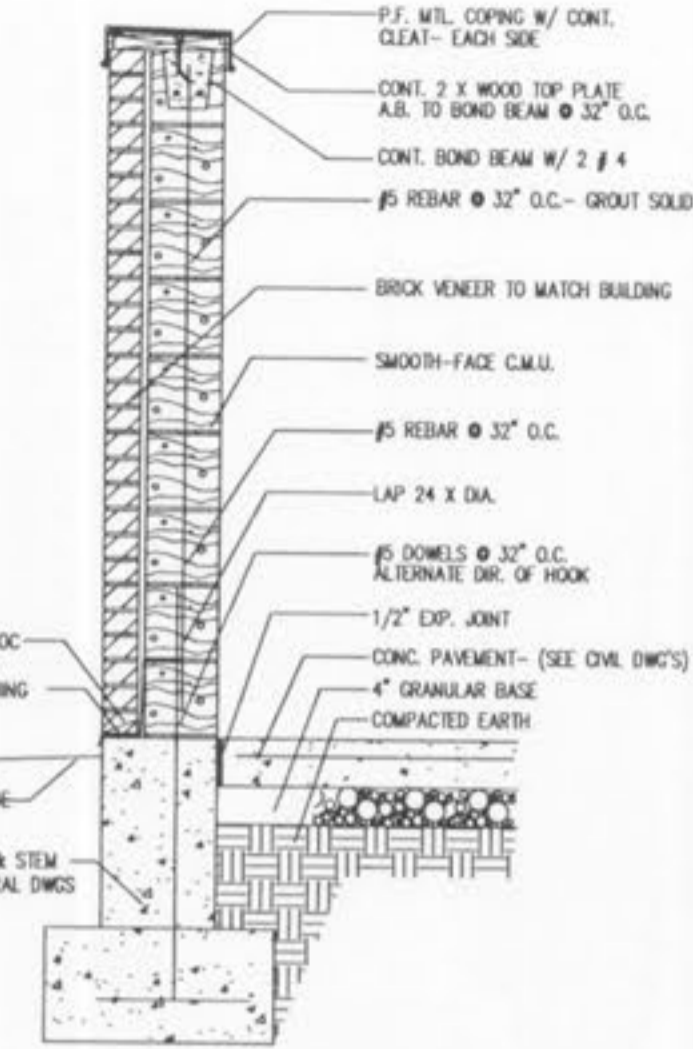 P.F. MTL. COPING W/ CONT.
CLEAT- EACH SIDE
CONT. 2 X WOOD TOP PLATE
A.B. TO BOND BEAM @ 32" O.C.
CONT. BOND BEAM W/ 2 # 4
#5 REBAR @ 32" O.C.- GROUT SOLID
BRICK VENEER TO MATCH BUILDING
SMOOTH-FACE C.M.U.
#5 REBAR @ 32" O.C.
LAP 24 X DIA.
#5 DOWELS @ 32" O.C.
ALTERNATE DIR. OF HOOK
1/2" EXP. JOINT
CONC. PAVEMENT- (SEE CIVIL DWG'S)
4" GRANULAR BASE
COMPACTED EARTH
OC
ING
E
& STEM
RAL DWGS